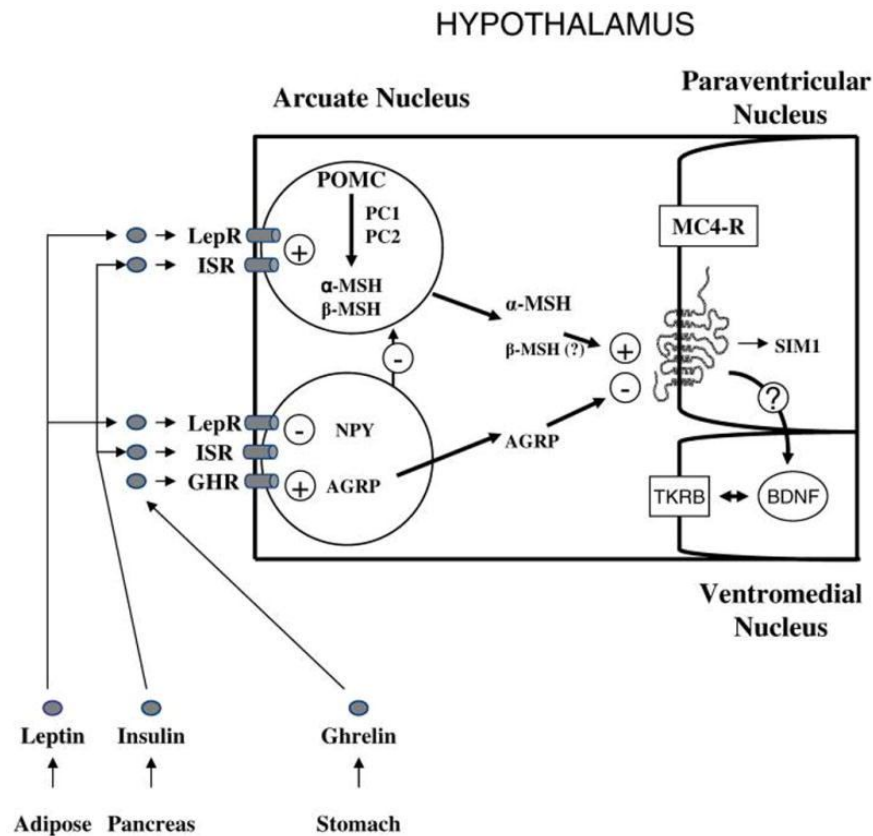 HYPOTHALAMUS
Arcuate Nucleus
Paraventricular
Nucleus
POMC
PC1
PC2
LepR
+
ISR
α-MSH
β-MSH
MC4-R
α-MSH
β-MSH (?)
+
-
SIM1
-
?
LepR
-
NPY
ISR
GHR
+
AGRP
AGRP
TKRB
BDNF
Ventromedial
Nucleus
Leptin
Insulin
Ghrelin
Adipose
Pancreas
Stomach